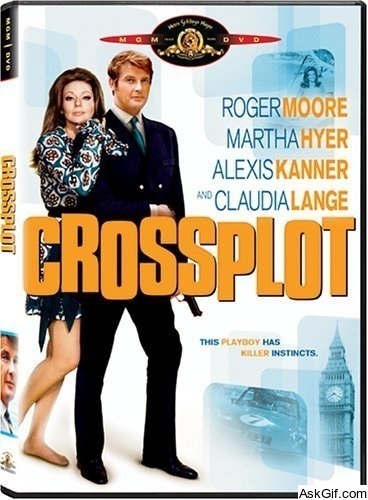 MGM DVD
MGM DVD
ROGER MOORE
MARTHA HYER
ALEXIS KANNER
AND CLAUDIA LANGE
CROSSPLOT
CROSSPLOT
THIS PLAYBOY HAS
KILLER INSTINCTS.
AskGif.com